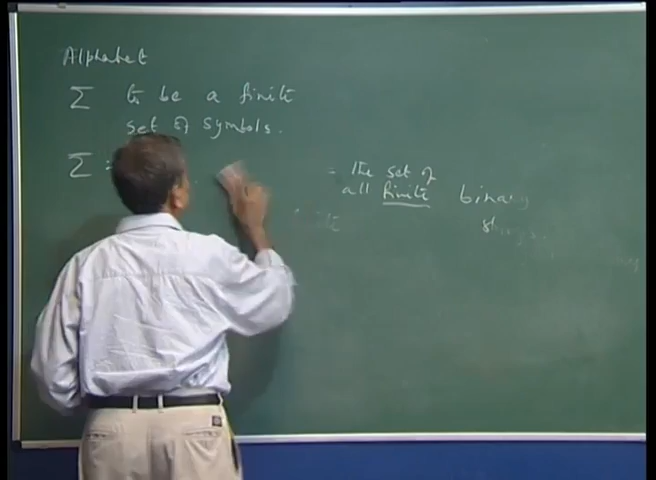 Alphabet
Σ to be a finite
set of symbols.
Σ =
= the set of
all finite binary